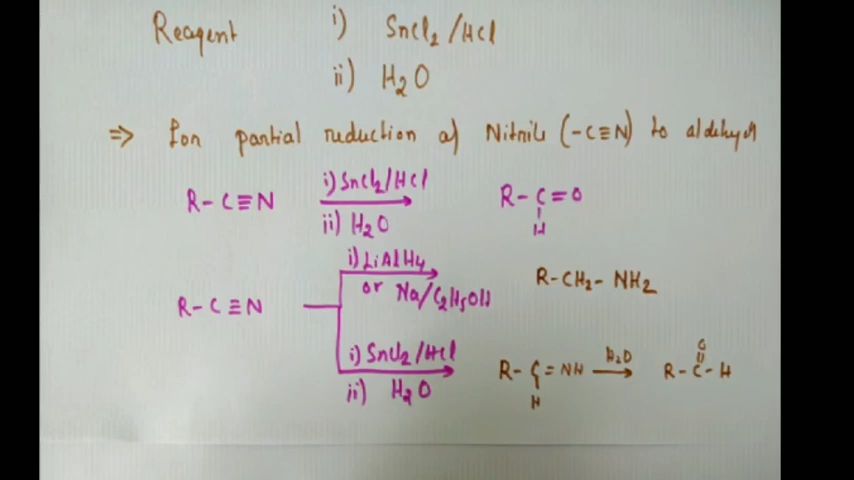 Reagent i) SnCl2/HCl
ii) H2O
⇒ For partial reduction of Nitrile (-C≡N) to aldehyd
R-C≡N i) SnCl2/HCl R-C=O
ii) H2O H
i) LiAlH4
or Na/C2H5OH R-CH2-NH2
R-C≡N
i) SnCl2/HCl R-C=NH H2O R-C-H
ii) H2O H O